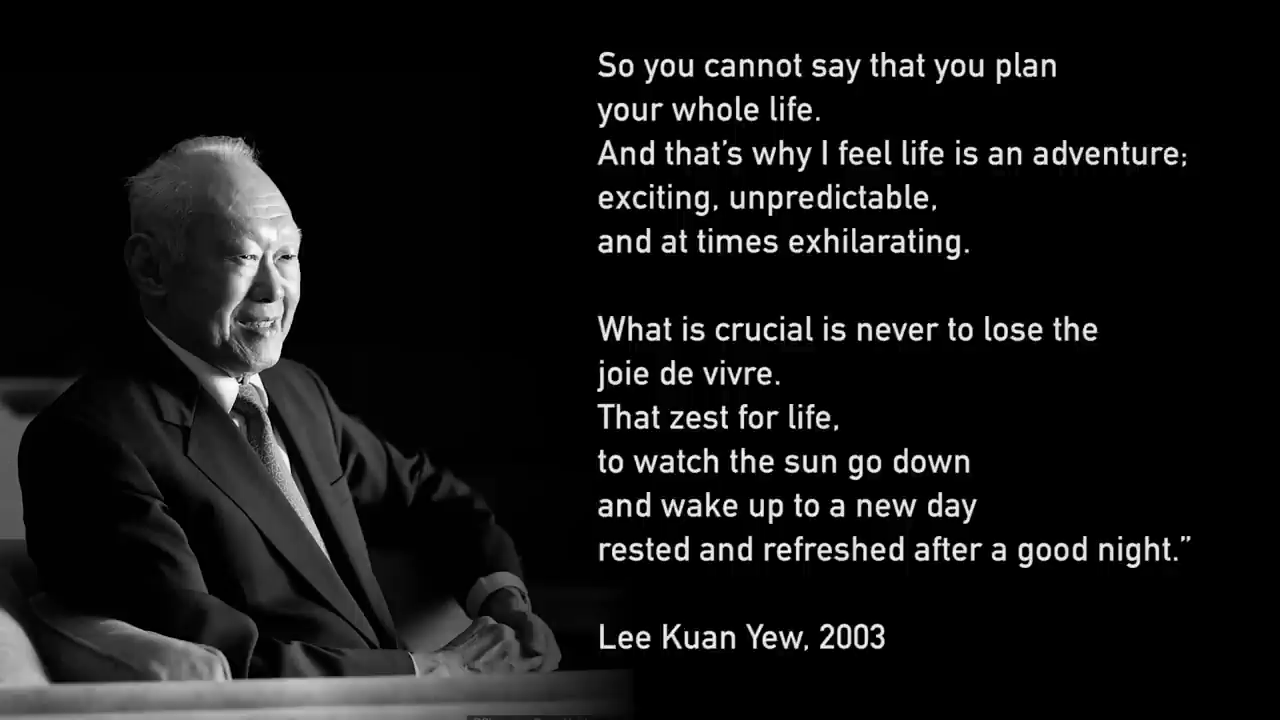 So you cannot say that you plan
your whole life.
And that’s why I feel life is an adventure;
exciting, unpredictable,
and at times exhilarating.
What is crucial is never to lose the
joie de vivre.
That zest for life,
to watch the sun go down
and wake up to a new day
rested and refreshed after a good night.”
Lee Kuan Yew, 2003